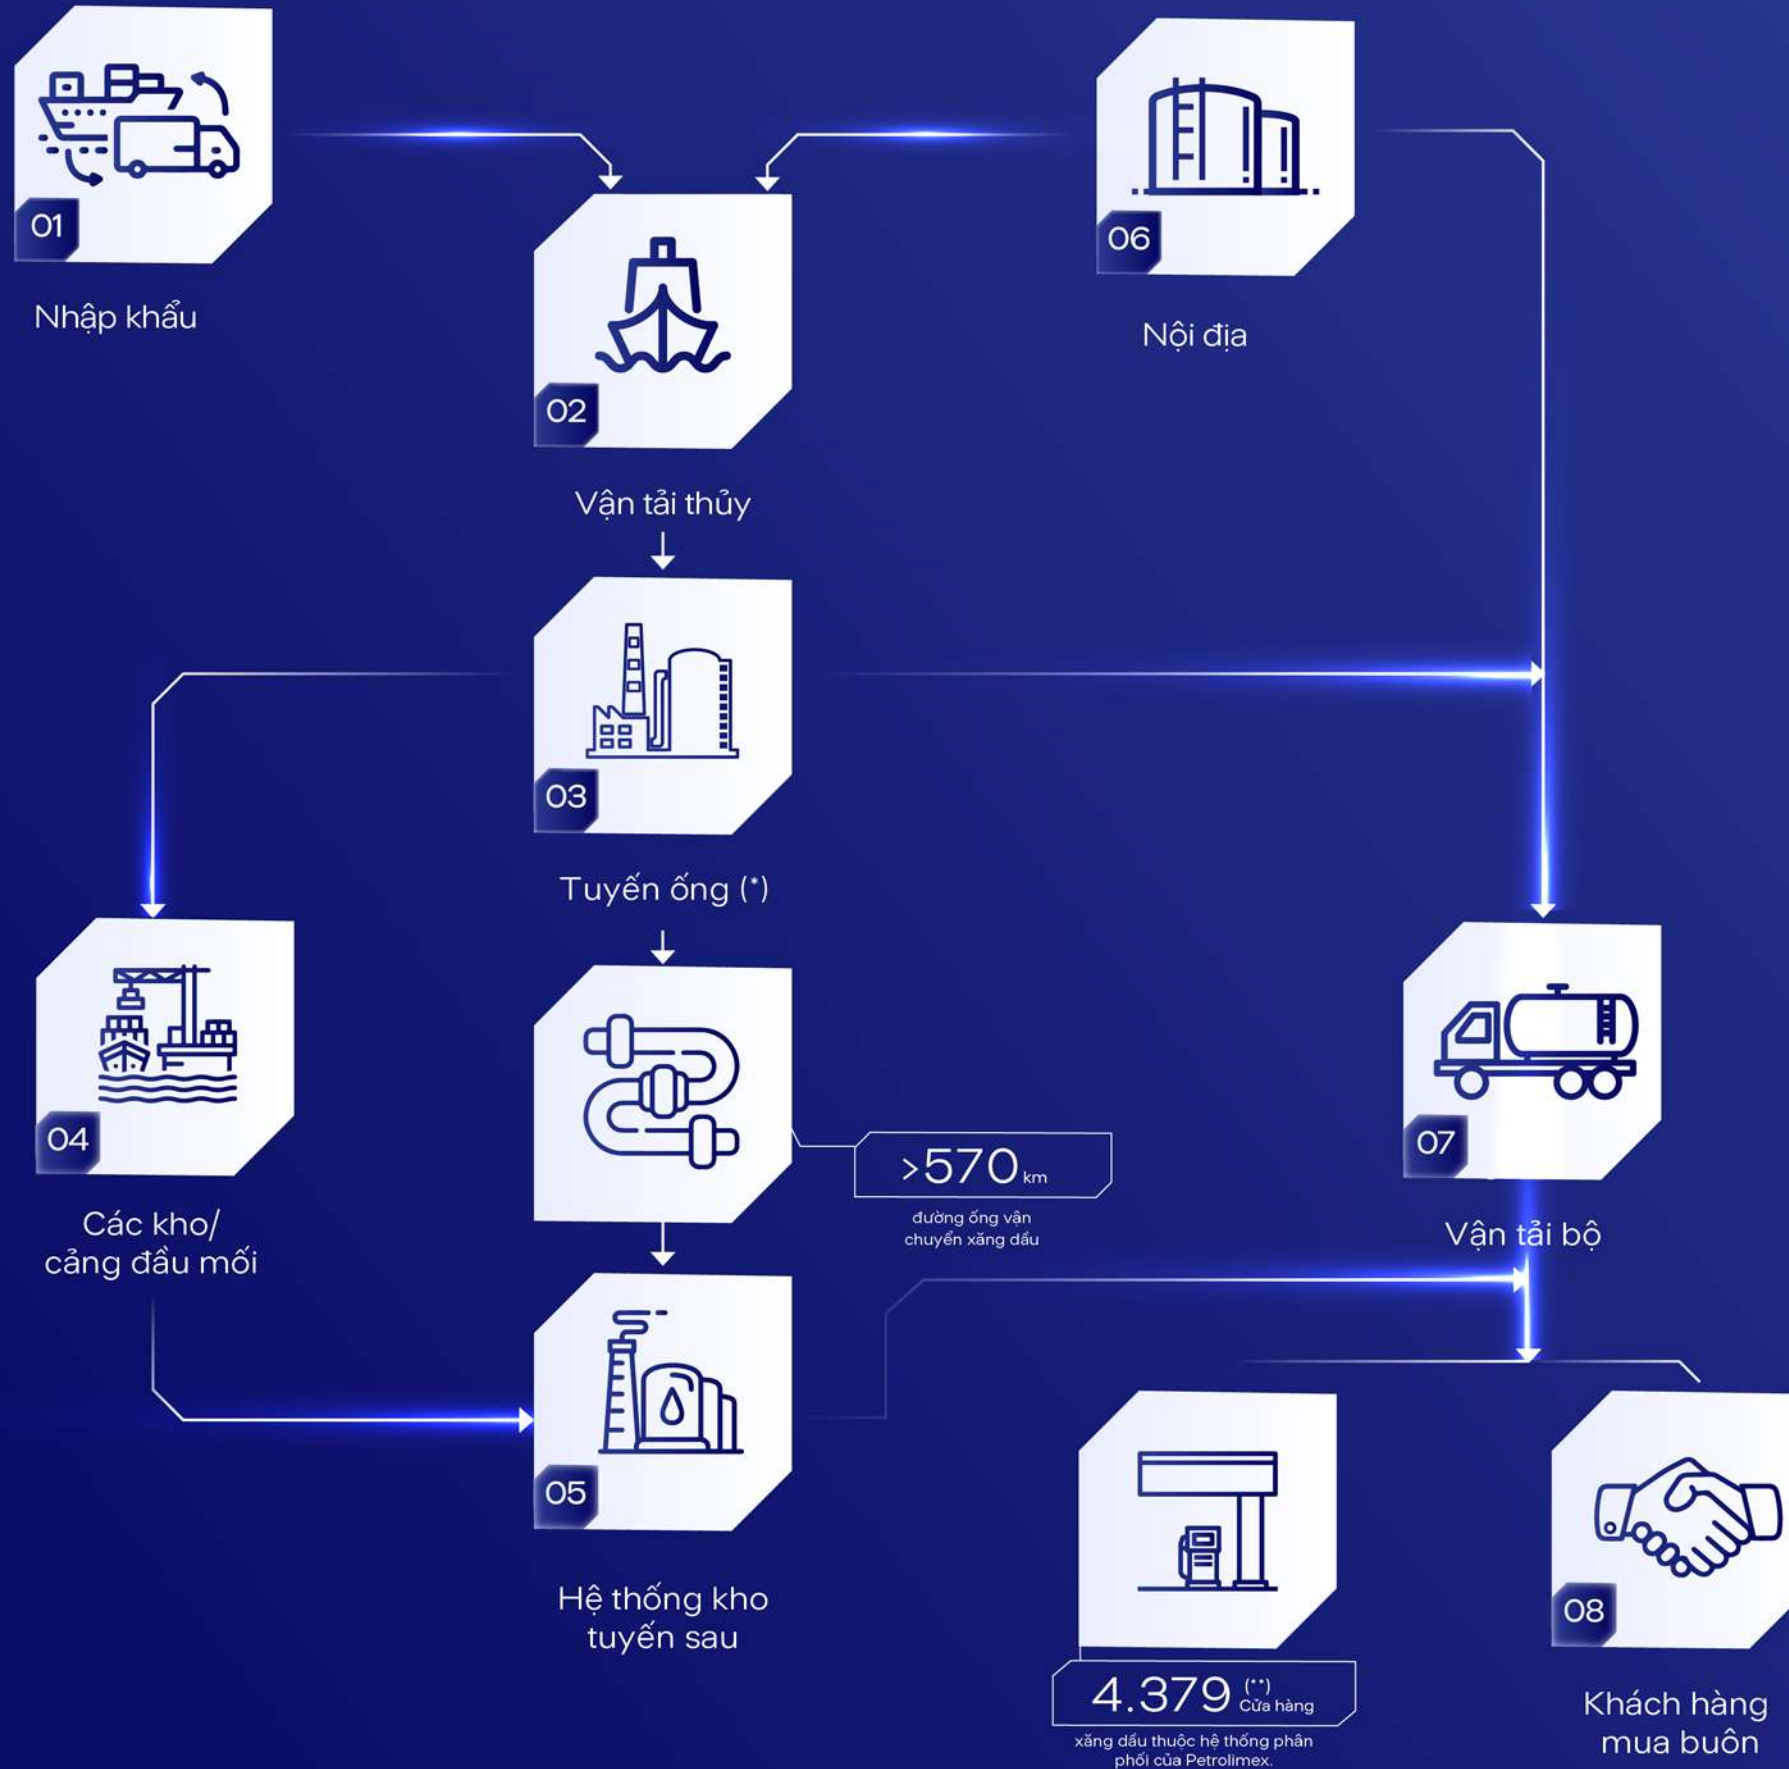 01
Nhập khẩu
06
Nội địa
02
Vận tải thủy
03
Tuyến ống (*)
04
Các kho/
cảng đầu mối
>570 km
đường ống vận
chuyển xăng dầu
07
Vận tải bộ
05
Hệ thống kho
tuyến sau
4.379 (**)
Cửa hàng
xăng dầu thuộc hệ thống phân
phối của Petrolimex.
08
Khách hàng
mua buôn